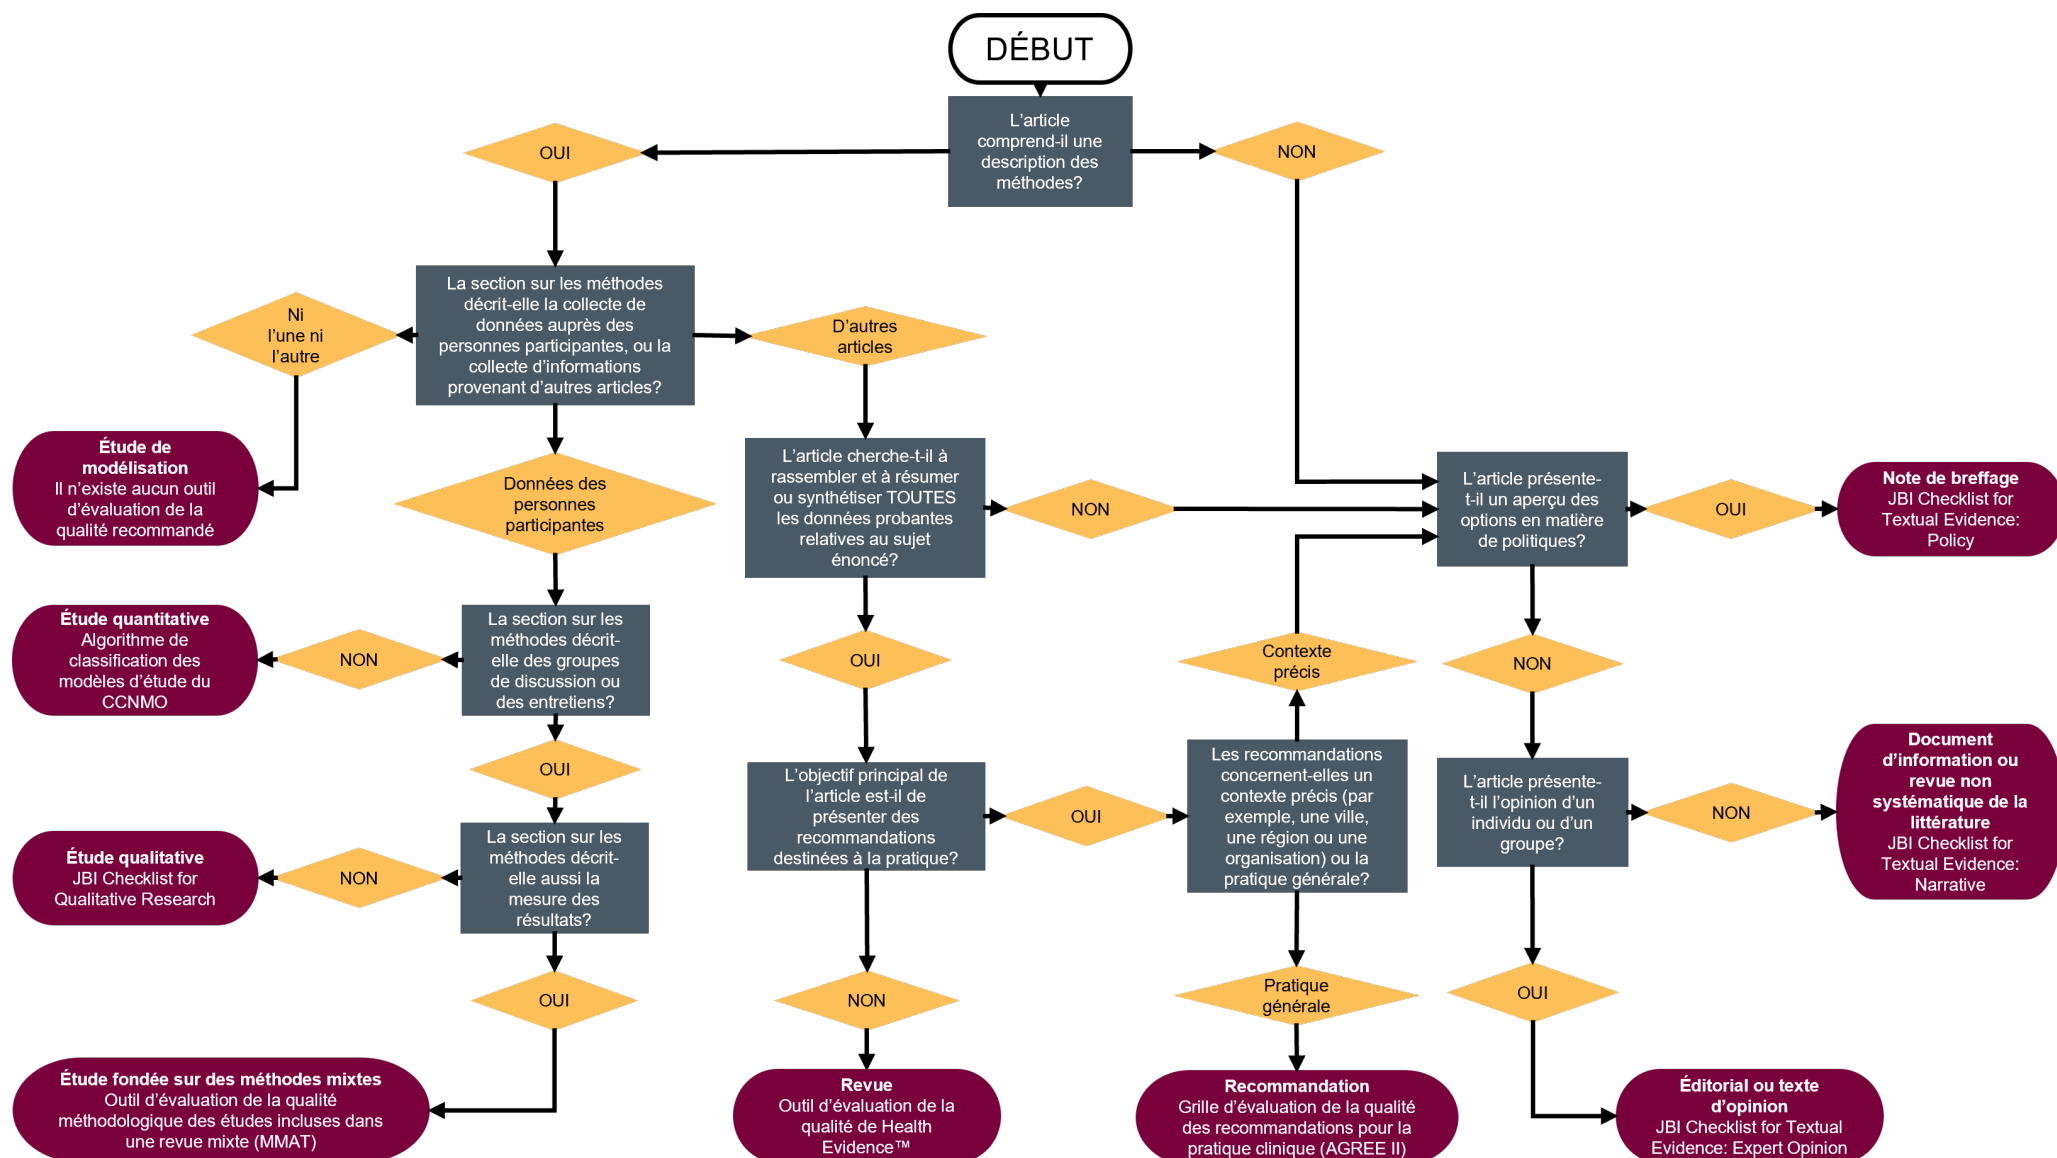 DÉBUT
L’article
comprend-il une
description des
méthodes?
OUI
NON
La section sur les méthodes
décrit-elle la collecte de
données auprès des
personnes participantes, ou la
collecte d’informations
provenant d’autres articles?
Ni
l’une ni
l’autre
D’autres
articles
Étude de
modélisation
Il n’existe aucun outil
d’évaluation de la
qualité recommandé
Données des
personnes
participantes
L’article cherche-t-il à
rassembler et à résumer
ou synthétiser TOUTES
les données probantes
relatives au sujet
énoncé?
NON
L’article présente-
t-il un aperçu des
options en matière
de politiques?
OUI
Note de breffage
JBI Checklist for
Textual Evidence:
Policy
Étude quantitative
Algorithme de
classification des
modèles d’étude du
CCNMO
NON
La section sur les
méthodes décrit-
elle des groupes
de discussion ou
des entretiens?
OUI
Contexte
précis
NON
OUI
L’objectif principal de
l’article est-il de
présenter des
recommandations
destinées à la pratique?
OUI
Les recommandations
concernent-elles un
contexte précis (par
exemple, une ville,
une région ou une
organisation) ou la
pratique générale?
L’article présente-
t-il l’opinion d’un
individu ou d’un
groupe?
NON
Document
d’information ou
revue non
systématique de la
littérature
JBI Checklist for
Textual Evidence:
Narrative
Étude qualitative
JBI Checklist for
Qualitative Research
NON
La section sur les
méthodes décrit-
elle aussi la
mesure des
résultats?
OUI
NON
Pratique
générale
OUI
Étude fondée sur des méthodes mixtes
Outil d’évaluation de la qualité
méthodologique des études incluses dans
une revue mixte (MMAT)
Revue
Outil d’évaluation de la
qualité de Health
Evidence™
Recommandation
Grille d’évaluation de la qualité
des recommandations pour la
pratique clinique (AGREE II)
Éditorial ou texte
d’opinion
JBI Checklist for Textual
Evidence: Expert Opinion